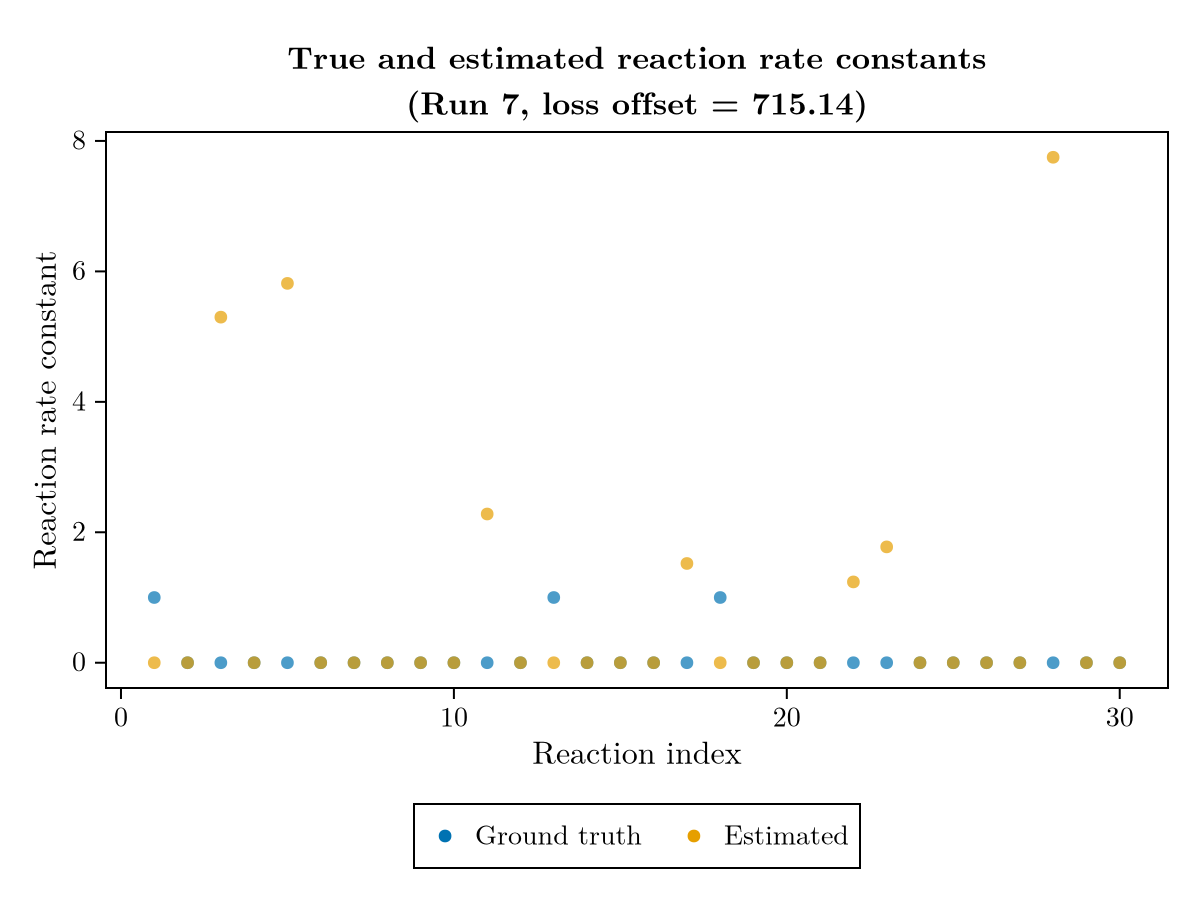 True and estimated reaction rate constants
(Run 7, loss offset = 715.14)
8
6
4
2
0
Reaction rate constant
0 10 20 30
Reaction index
Ground truth Estimated